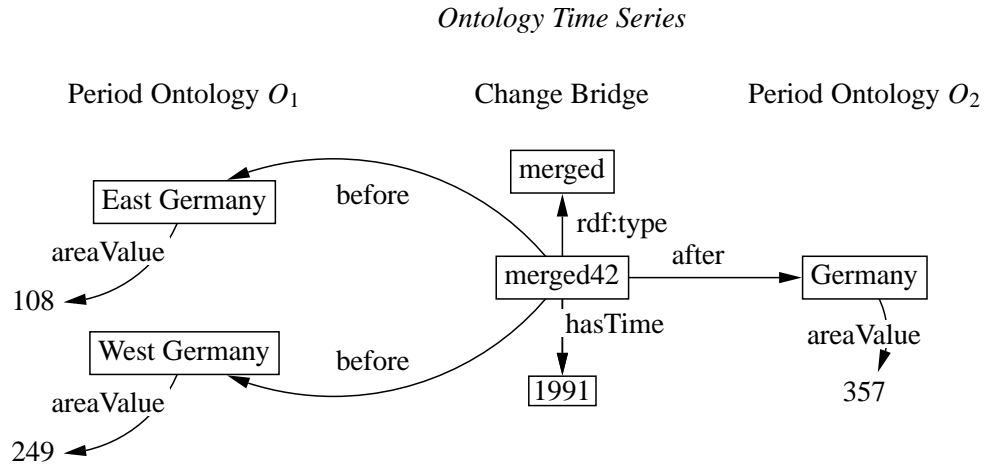 Ontology Time Series
Period Ontology O1
Change Bridge
Period Ontology O2
merged
East Germany
before
rdf:type
areaValue
after
merged42
Germany
108
hasTime
areaValue
West Germany
before
1991
357
areaValue
249